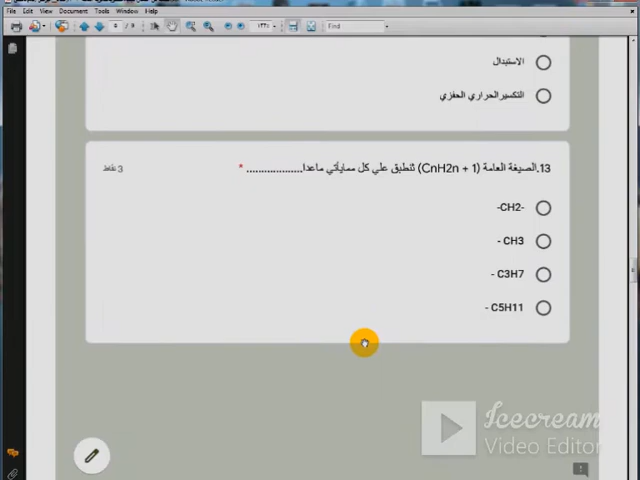 File Edit View Document Tools Window Help
Find
الاستبدال
التكسير الحراري الحفزي
13.الصيغة العامة (CnH2n + 1) تنطبق علي كل ممايأتي ماعدا.................. *
3 نقاط
-CH2-
- CH3
- C3H7
- C5H11
Icecream
Video Editor